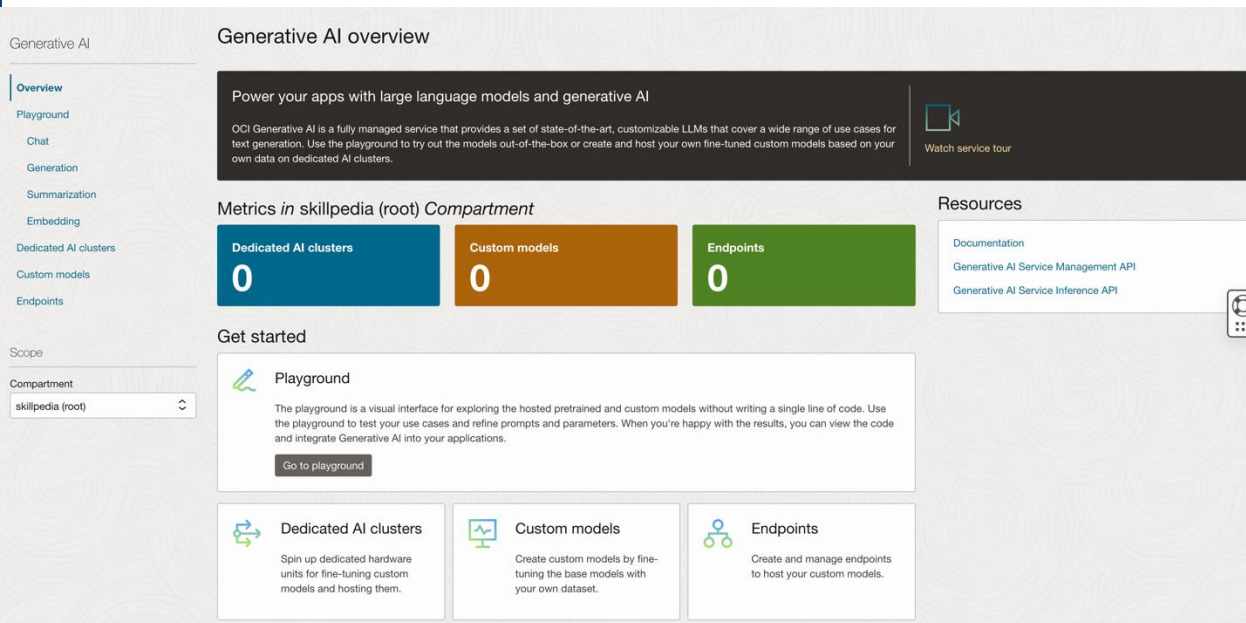 Generative AI
Overview
Playground
Chat
Generation
Summarization
Embedding
Dedicated AI clusters
Custom models
Endpoints
Scope
Compartment
skillpedia (root)
Generative AI overview
Power your apps with large language models and generative AI
OCI Generative AI is a fully managed service that provides a set of state-of-the-art, customizable LLMs that cover a wide range of use cases for
text generation. Use the playground to try out the models out-of-the-box or create and host your own fine-tuned custom models based on your
own data on dedicated AI clusters.
Watch service tour
Metrics in skillpedia (root) Compartment
Dedicated AI clusters
0
Custom models
0
Endpoints
0
Resources
Documentation
Generative AI Service Management API
Generative AI Service Inference API
Get started
Playground
The playground is a visual interface for exploring the hosted pretrained and custom models without writing a single line of code. Use
the playground to test your use cases and refine prompts and parameters. When you're happy with the results, you can view the code
and integrate Generative AI into your applications.
Go to playground
Dedicated AI clusters
Spin up dedicated hardware
units for fine-tuning custom
models and hosting them.
Custom models
Create custom models by fine-
tuning the base models with
your own dataset.
Endpoints
Create and manage endpoints
to host your custom models.